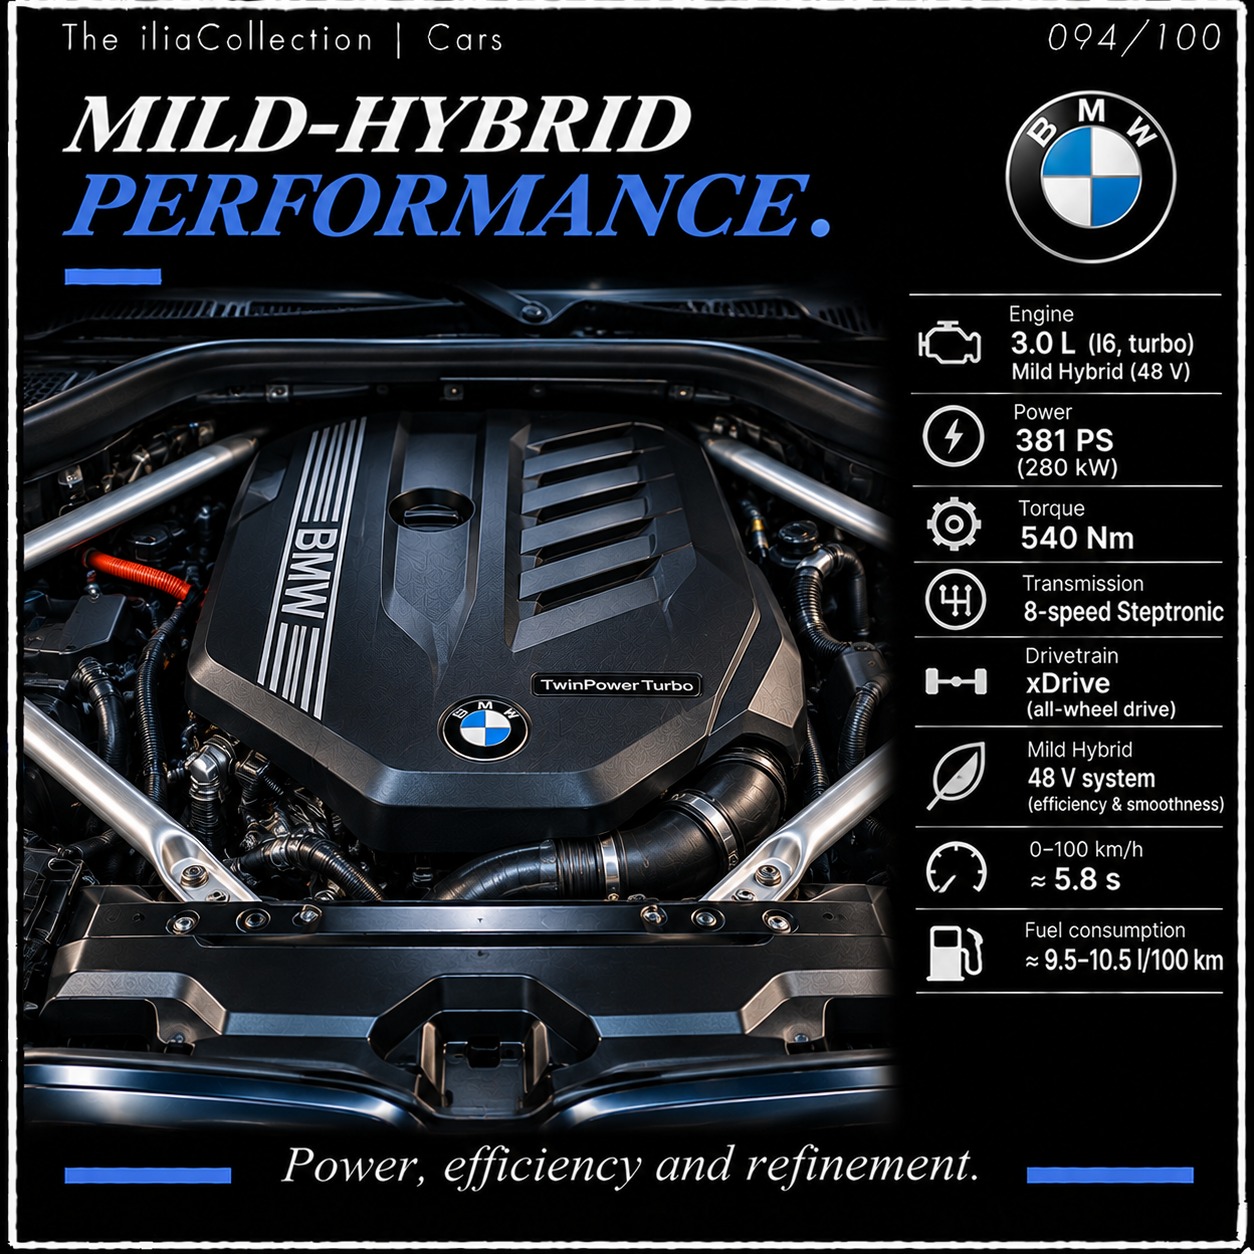 The iliaCollection | Cars
094/100
MILD-HYBRID
PERFORMANCE.
BMW
Engine
3.0 L (I6, turbo)
Mild Hybrid (48 V)
Power
381 PS
(280 kW)
Torque
540 Nm
Transmission
8-speed Steptronic
Drivetrain
xDrive
(all-wheel drive)
Mild Hybrid
48 V system
(efficiency & smoothness)
0–100 km/h
≈ 5.8 s
Fuel consumption
≈ 9.5–10.5 l/100 km
BMW
TwinPower Turbo
BMW
Power, efficiency and refinement.